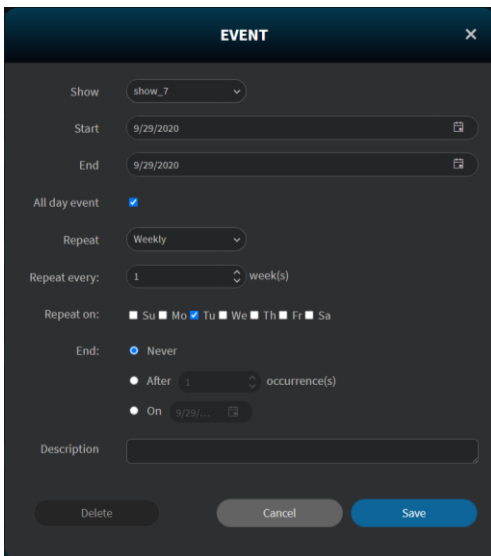 EVENT ×
Show show_7
Start 9/29/2020
End 9/29/2020
All day event
Repeat Weekly
Repeat every: 1 week(s)
Repeat on: Su Mo Tu We Th Fr Sa
End: Never
After 1 occurrence(s)
On 9/29/...
Description
Delete Cancel Save